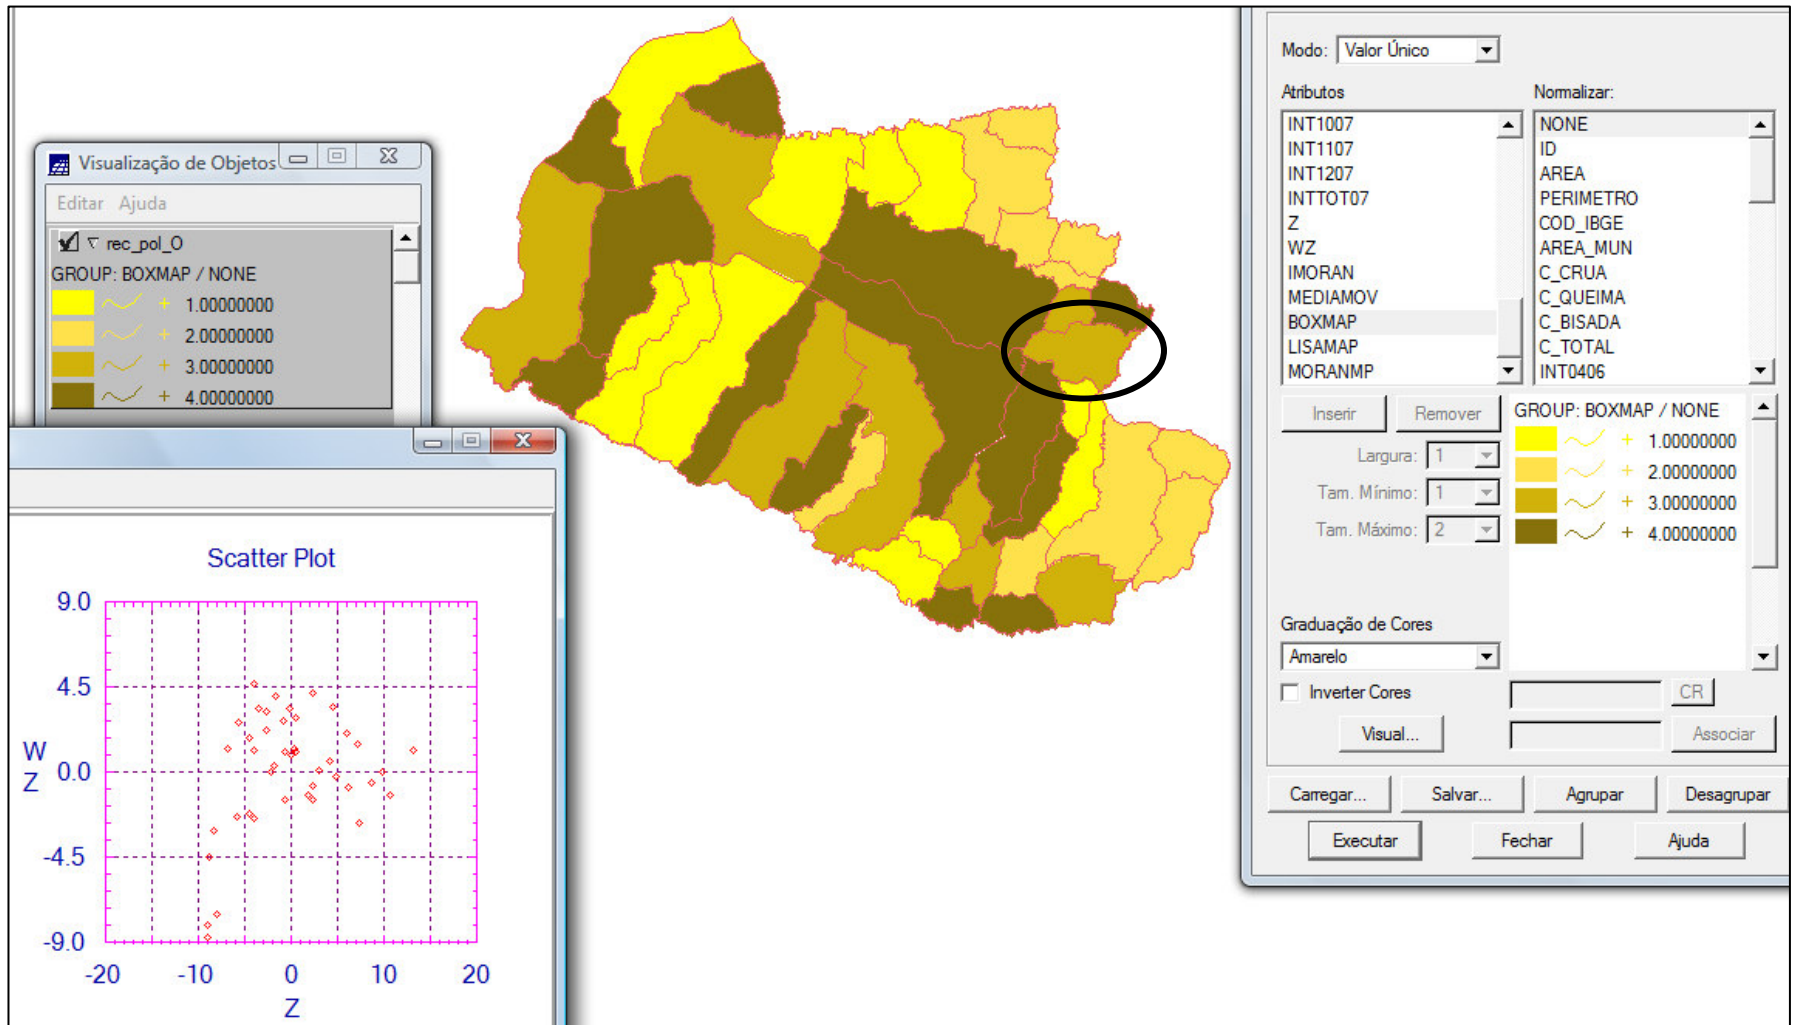 Visualização de Objetos
Editar Ajuda
rec_pol_O
GROUP: BOXMAP / NONE
1.00000000
2.00000000
3.00000000
4.00000000
Scatter Plot
9.0
4.5
0.0
-4.5
-9.0
W
Z
-20 -10 0 10 20
Z
Modo: Valor Único
Atributos
INT1007
INT1107
INT1207
INTTOT07
Z
WZ
IMORAN
MEDIAMOV
BOXMAP
LISAMAP
MORANMP
Normalizar:
NONE
ID
AREA
PERIMETRO
COD_IBGE
AREA_MUN
C_CRUA
C_QUEIMA
C_BISADA
C_TOTAL
INT0406
Inserir Remover
Largura: 1
Tam. Mínimo: 1
Tam. Máximo: 2
GROUP: BOXMAP / NONE
1.00000000
2.00000000
3.00000000
4.00000000
Graduação de Cores
Amarelo
Inverter Cores
CR
Visual...
Associar
Carregar... Salvar... Agrupar Desagrupar
Executar Fechar Ajuda